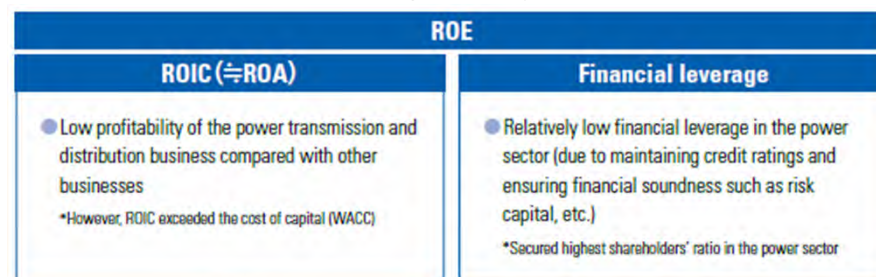 ROE
ROIC(≒ROA)
Low profitability of the power transmission and
distribution business compared with other
businesses
*However, ROIC exceeded the cost of capital (WACC)
Financial leverage
Relatively low financial leverage in the power
sector (due to maintaining credit ratings and
ensuring financial soundness such as risk
capital, etc.)
*Secured highest shareholders' ratio in the power sector